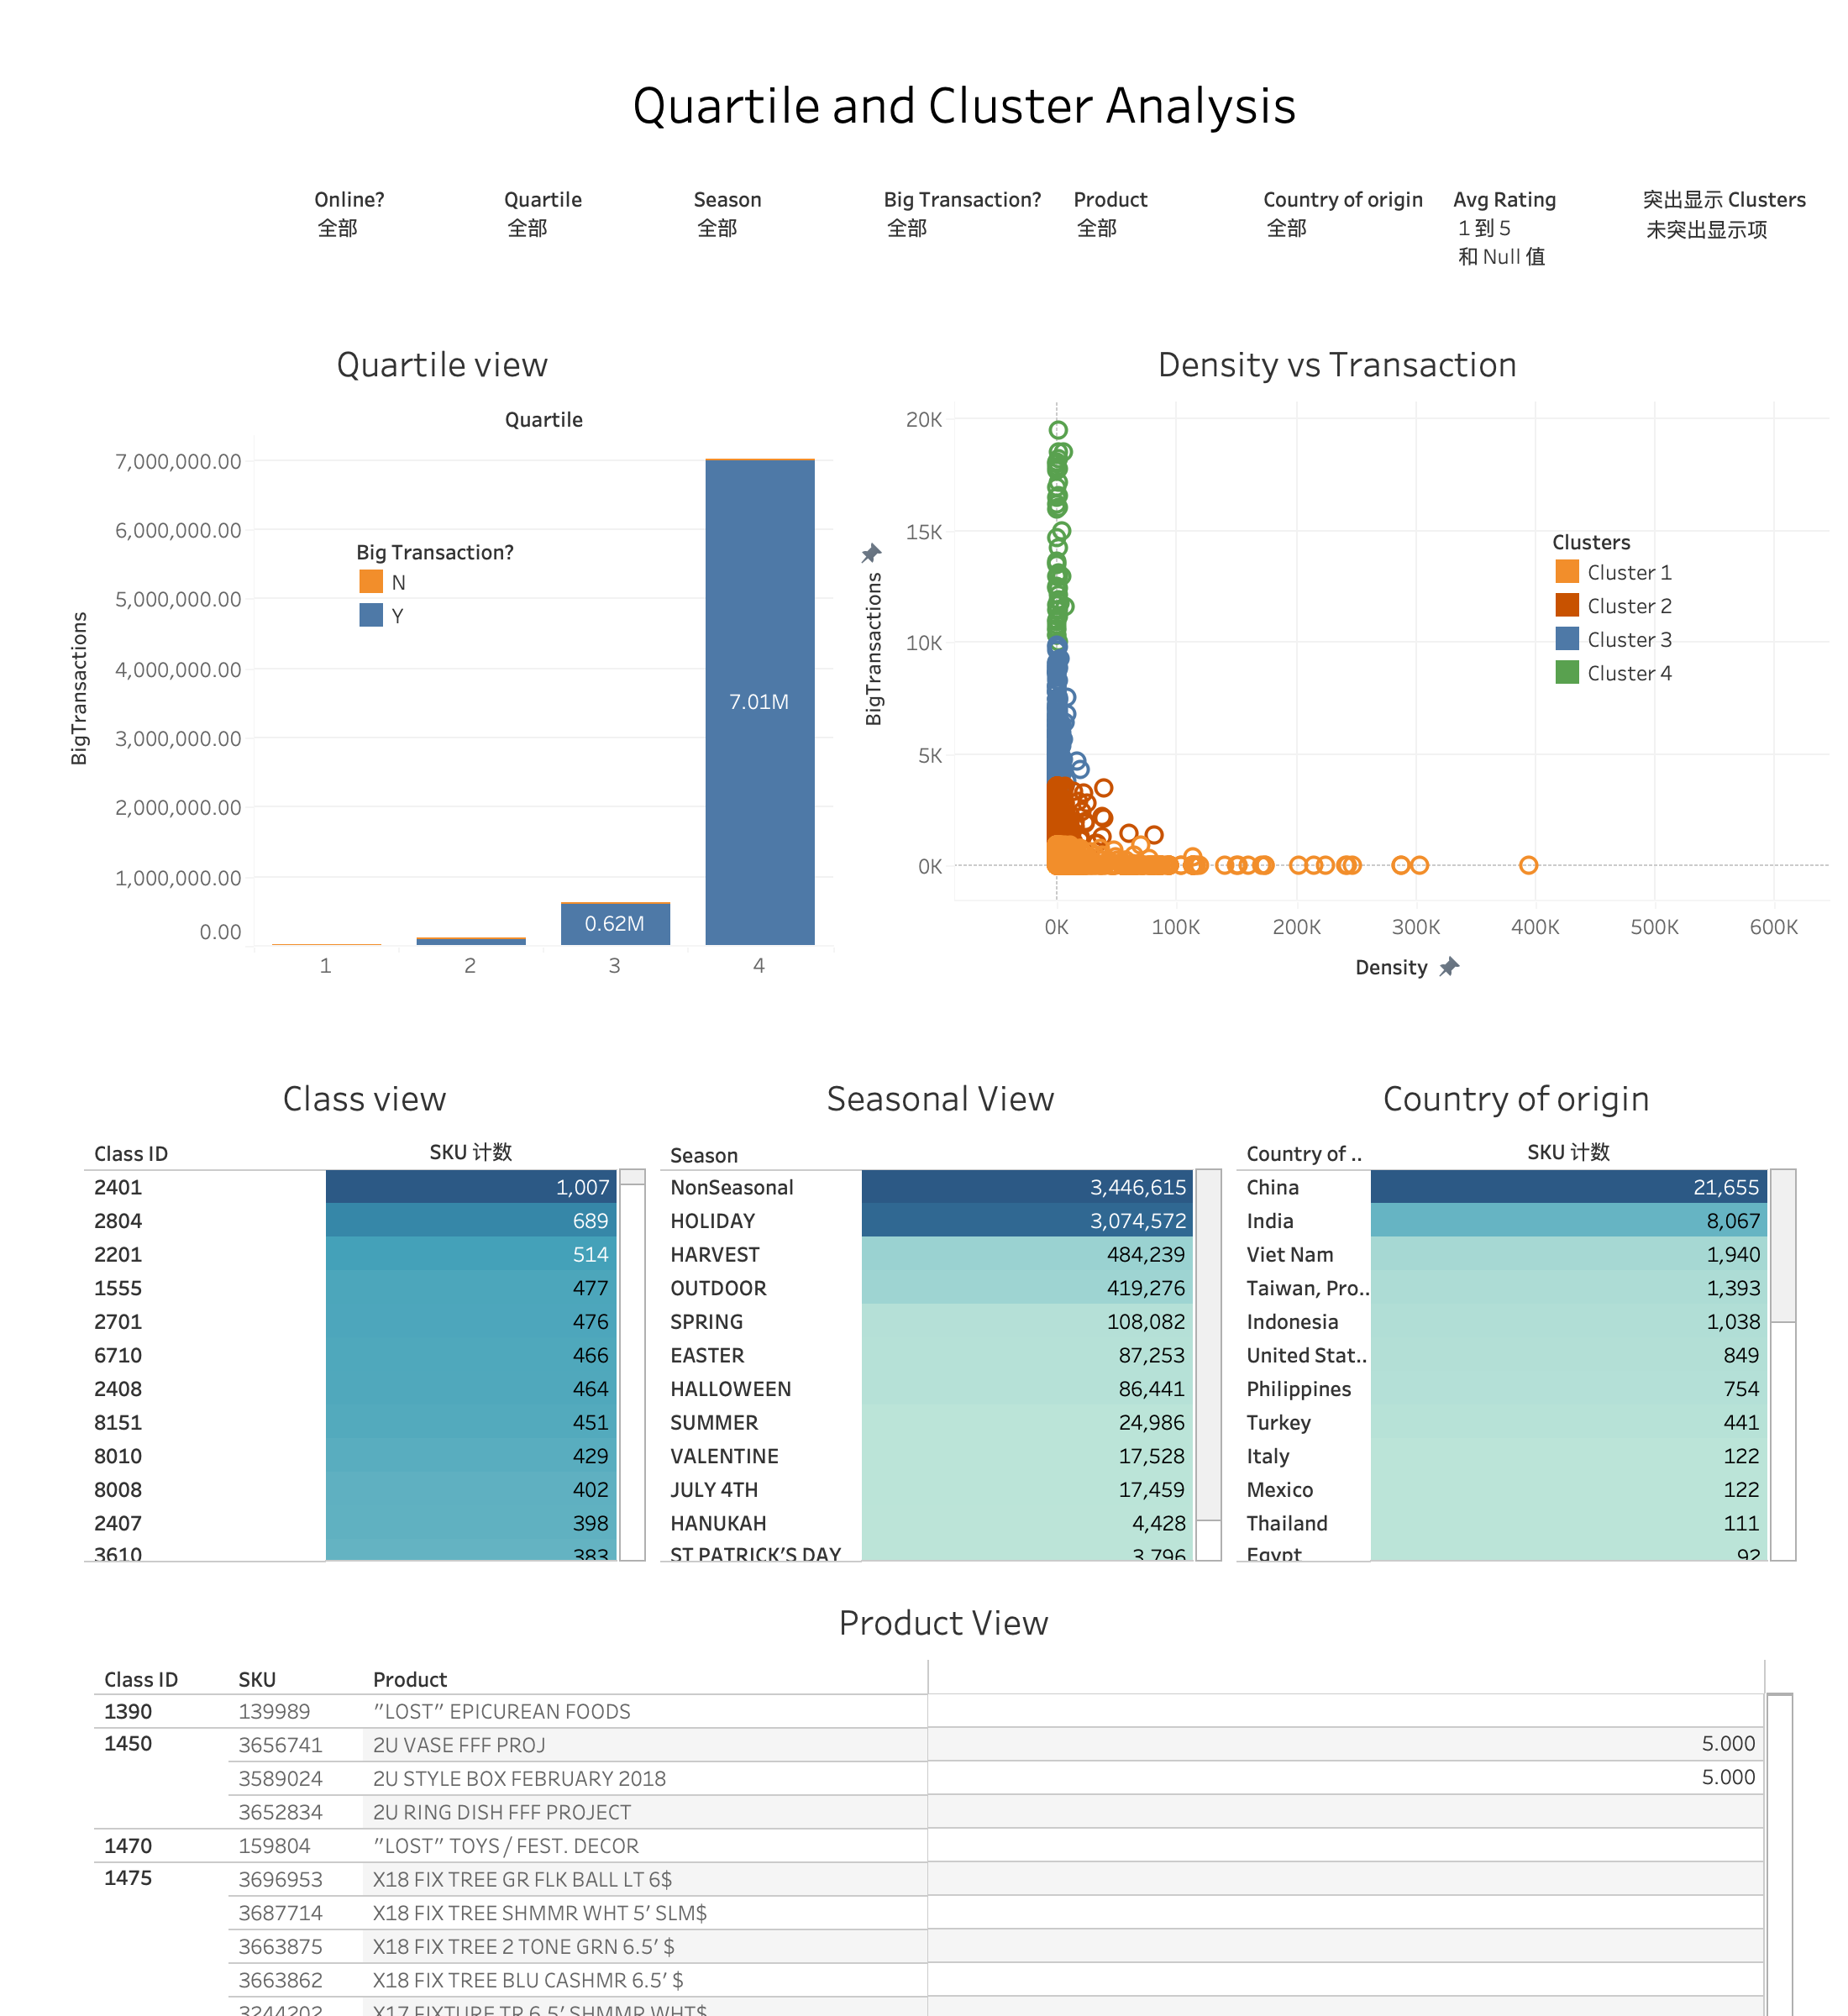 Quartile and Cluster Analysis
Online? Quartile Season Big Transaction? Product Country of origin Avg Rating 突出显示 Clusters
全部 全部 全部 全部 全部 全部 1 到 5 未突出显示项
和 Null 值
Quartile view
Quartile
7,000,000.00
6,000,000.00
5,000,000.00
4,000,000.00
3,000,000.00
2,000,000.00
1,000,000.00
0.00
BigTransactions
Big Transaction?
N
Y
7.01M
0.62M
1 2 3 4
Density vs Transaction
20K
15K
10K
5K
0K
BigTransactions
Clusters
Cluster 1
Cluster 2
Cluster 3
Cluster 4
0K 100K 200K 300K 400K 500K 600K
Density
Class view
Class ID SKU 计数
2401 1,007
2804 689
2201 514
1555 477
2701 476
6710 466
2408 464
8151 451
8010 429
8008 402
2407 398
3610 383
Seasonal View
Season
NonSeasonal 3,446,615
HOLIDAY 3,074,572
HARVEST 484,239
OUTDOOR 419,276
SPRING 108,082
EASTER 87,253
HALLOWEEN 86,441
SUMMER 24,986
VALENTINE 17,528
JULY 4TH 17,459
HANUKAH 4,428
ST PATRICK'S DAY 3,796
Country of origin
Country of .. SKU 计数
China 21,655
India 8,067
Viet Nam 1,940
Taiwan, Pro.. 1,393
Indonesia 1,038
United Stat.. 849
Philippines 754
Turkey 441
Italy 122
Mexico 122
Thailand 111
Egypt 92
Product View
Class ID SKU Product
1390 139989 "LOST" EPICUREAN FOODS
1450 3656741 2U VASE FFF PROJ 5.000
3589024 2U STYLE BOX FEBRUARY 2018 5.000
3652834 2U RING DISH FFF PROJECT
1470 159804 "LOST" TOYS / FEST. DECOR
1475 3696953 X18 FIX TREE GR FLK BALL LT 6$
3687714 X18 FIX TREE SHMMR WHT 5' SLM$
3663875 X18 FIX TREE 2 TONE GRN 6.5' $
3663862 X18 FIX TREE BLU CASHMR 6.5' $
3244202 X17 FIXTURE TR 6.5' SHMMR WHT$